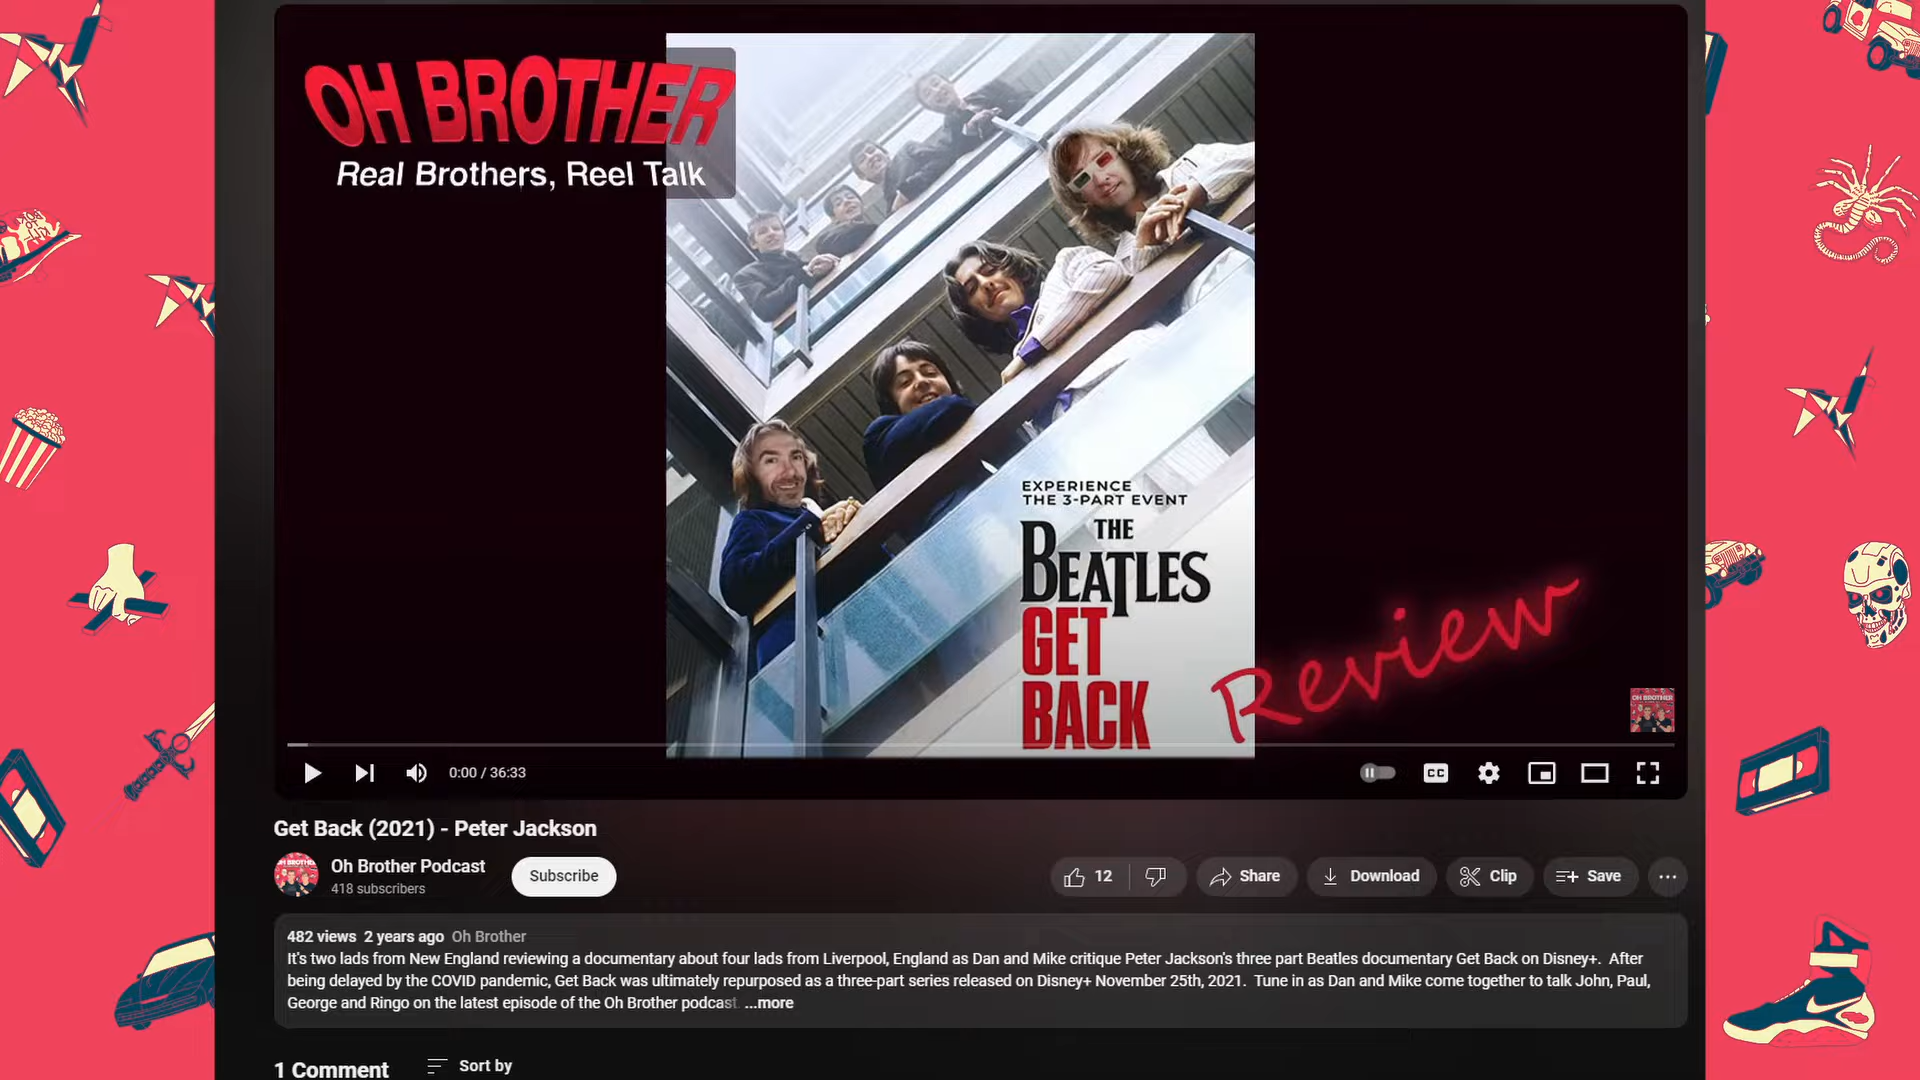 OH BROTHER
Real Brothers, Reel Talk
EXPERIENCE
THE 3-PART EVENT
THE
BEATLES
GET
BACK
Review
OH BROTHER
0:00 / 36:33
CC
Get Back (2021) - Peter Jackson
Oh Brother Podcast
418 subscribers
Subscribe
12
Share
Download
Clip
Save
482 views 2 years ago Oh Brother
It's two lads from New England reviewing a documentary about four lads from Liverpool, England as Dan and Mike critique Peter Jackson's three part Beatles documentary Get Back on Disney+. After
being delayed by the COVID pandemic, Get Back was ultimately repurposed as a three-part series released on Disney+ November 25th, 2021. Tune in as Dan and Mike come together to talk John, Paul,
George and Ringo on the latest episode of the Oh Brother podcast. ...more
1 Comment
Sort by